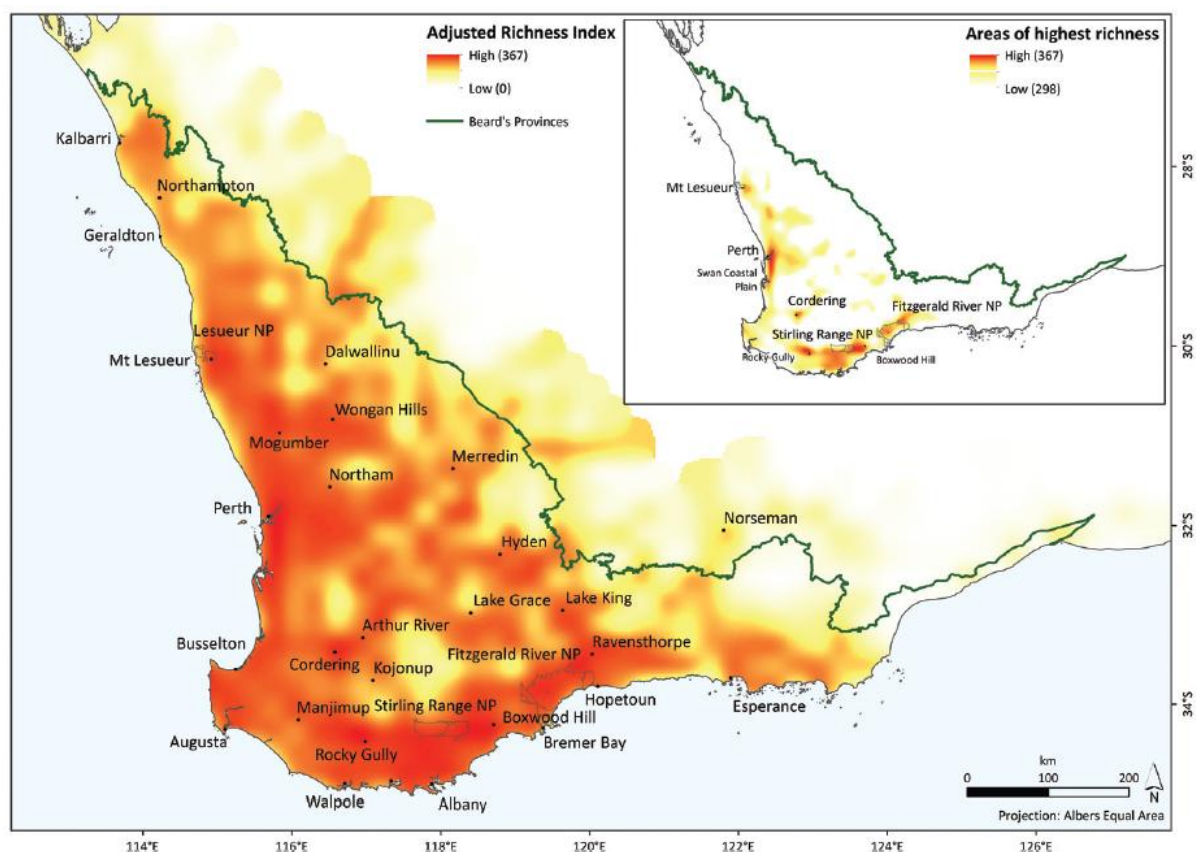 Adjusted Richness Index
High (367)
Low (0)
Beard's Provinces
Kalbarri
Northampton
Geraldton
Lesueur NP
Mt Lesueur
Dalwallinu
Wongan Hills
Mogumber
Merredin
Northam
Perth
Norseman
Hyden
Lake Grace
Lake King
Arthur River
Busselton
Ravensthorpe
Fitzgerald River NP
Cordering
Kojonup
Hopetoun
Esperance
Manjimup
Stirling Range NP
Boxwood Hill
Augusta
Bremer Bay
Rocky Gully
Walpole
Albany
Areas of highest richness
High (367)
Low (298)
Mt Lesueur
Perth
Swan Coastal
Plain
Cordering
Fitzgerald River NP
Stirling Range NP
Rocky Gully
Boxwood Hill
28°S
30°S
32°S
34°S
km
0 100 200
N
Projection: Albers Equal Area
114°E 116°E 118°E 120°E 122°E 124°E 126°E